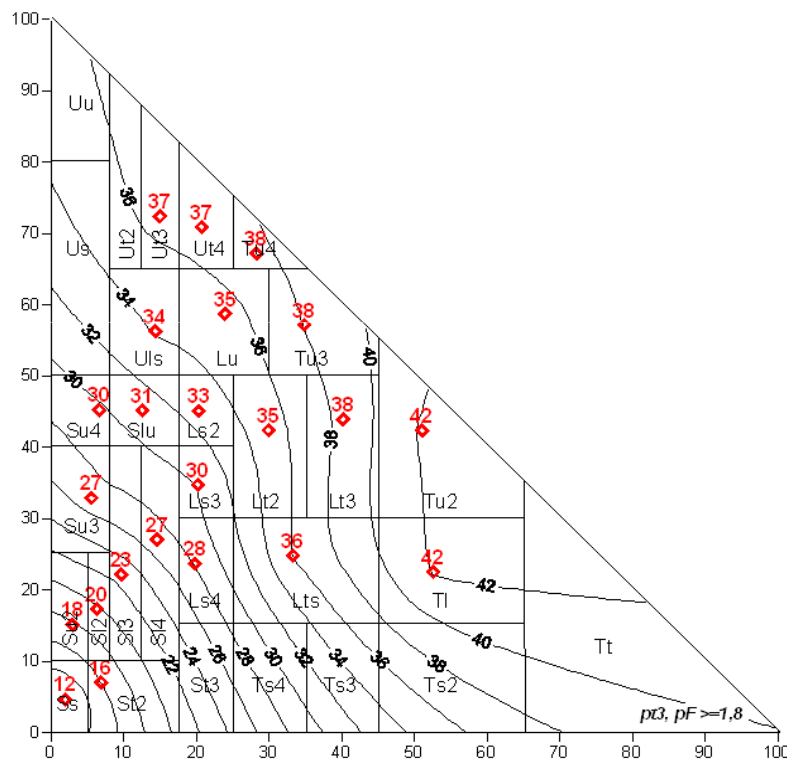 100
90
Uu
80
36
37
37
70
Us
Ut2
Ut3
Ut4
38
Tu4
60
34
34
35
38
32
Uls
Lu
36
Tu3
40
50
30
30
31
33
35
38
42
Su4
Slu
Ls2
38
40
30
27
Ls3
Lt2
Lt3
Tu2
30
Su3
27
28
36
42
23
20
20
Ls4
Lts
Tl
42
18
Sl2
Sl3
Sl4
40
Tt
10
16
22
24
26
28
30
32
34
36
38
12
Ss
St2
St3
Ts4
Ts3
Ts2
pt3, pF >=1,8
0
0
10
20
30
40
50
60
70
80
90
100